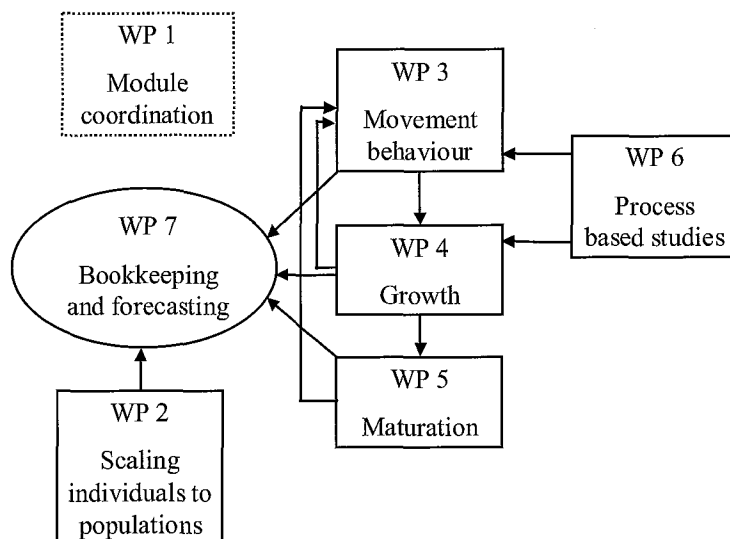 WP 1
Module
coordination
WP 3
Movement
behaviour
WP 6
Process
based studies
WP 7
Bookkeeping
and forecasting
WP 4
Growth
WP 5
Maturation
WP 2
Scaling
individuals to
populations